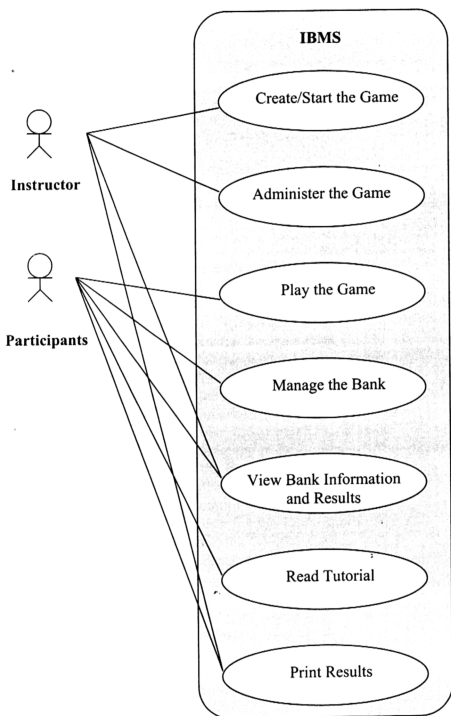 IBMS
Create/Start the Game
Instructor
Administer the Game
Participants
Play the Game
Manage the Bank
View Bank Information
and Results
Read Tutorial
Print Results